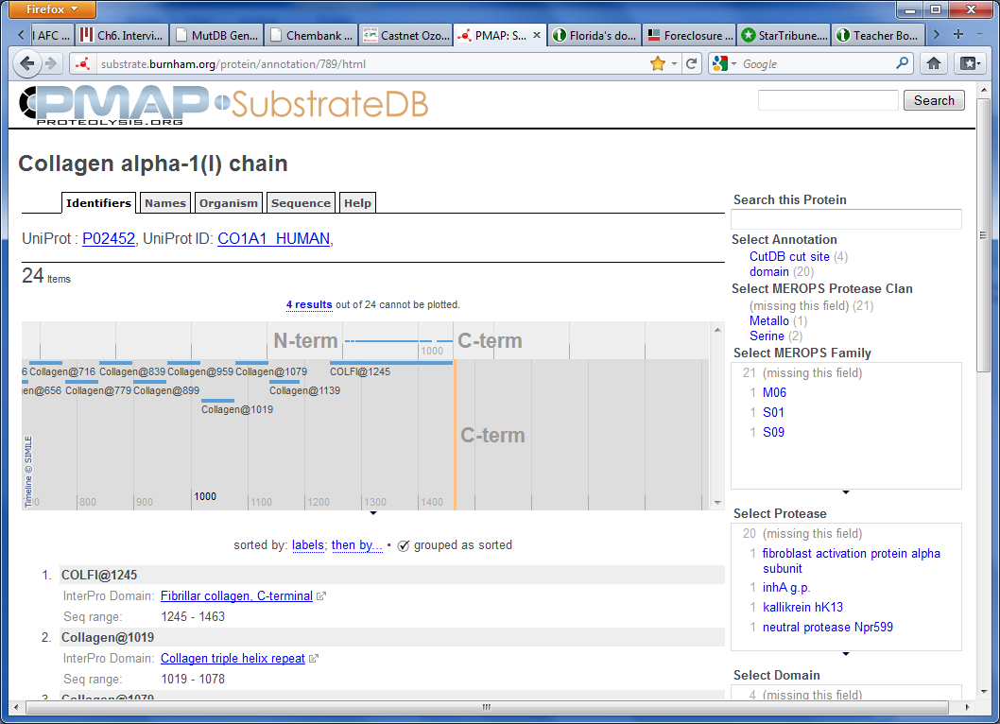 Firefox
l AFC ...
Ch6. Intervi...
MutDB Gen...
Chembank ...
Castnet Ozo...
PMAP: S...
Florida's do...
Foreclosure ...
StarTribune....
Teacher Bo...
substrate.burnham.org/protein/annotation/789/html
Google
PMAP SubstrateDB
PROTEOLYSIS.ORG
Search
Collagen alpha-1(I) chain
Identifiers Names Organism Sequence Help
UniProt : P02452, UniProt ID: CO1A1_HUMAN,
24 Items
4 results out of 24 cannot be plotted.
N-term C-term
1000
6 Collagen@716 Collagen@839 Collagen@959 Collagen@1079 COLFI@1245
en@656 Collagen@779 Collagen@899 Collagen@1139
Collagen@1019
C-term
Timeline © SIMILE
800 900 1000 1100 1200 1300 1400
sorted by: labels; then by... • grouped as sorted
1. COLFI@1245
InterPro Domain: Fibrillar collagen, C-terminal
Seq range: 1245 - 1463
2. Collagen@1019
InterPro Domain: Collagen triple helix repeat
Seq range: 1019 - 1078
3. Collagen@1079
Search this Protein
Select Annotation
CutDB cut site (4)
domain (20)
Select MEROPS Protease Clan
(missing this field) (21)
Metallo (1)
Serine (2)
Select MEROPS Family
21 (missing this field)
1 M06
1 S01
1 S09
Select Protease
20 (missing this field)
1 fibroblast activation protein alpha
subunit
1 inhA g.p.
1 kallikrein hK13
1 neutral protease Npr599
Select Domain
4 (missing this field)